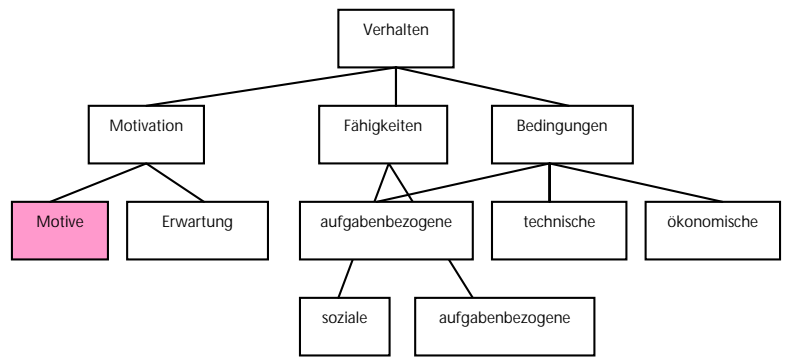 Verhalten
Motivation
Fähigkeiten
Bedingungen
Motive
Erwartung
aufgabenbezogene
technische
ökonomische
soziale
aufgabenbezogene